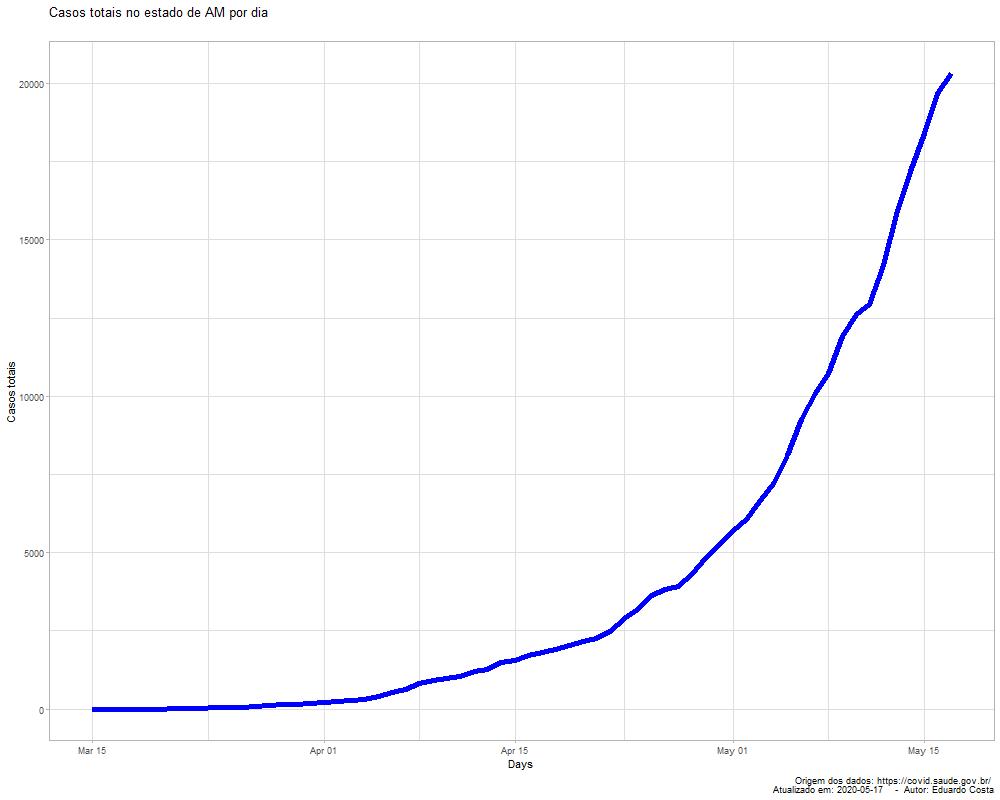 Casos totais no estado de AM por dia
20000
15000
10000
5000
0
Casos totais
Mar 15
Apr 01
Apr 15
May 01
May 15
Days
Origem dos dados: https://covid.saude.gov.br/
Atualizado em: 2020-05-17 - Autor: Eduardo Costa